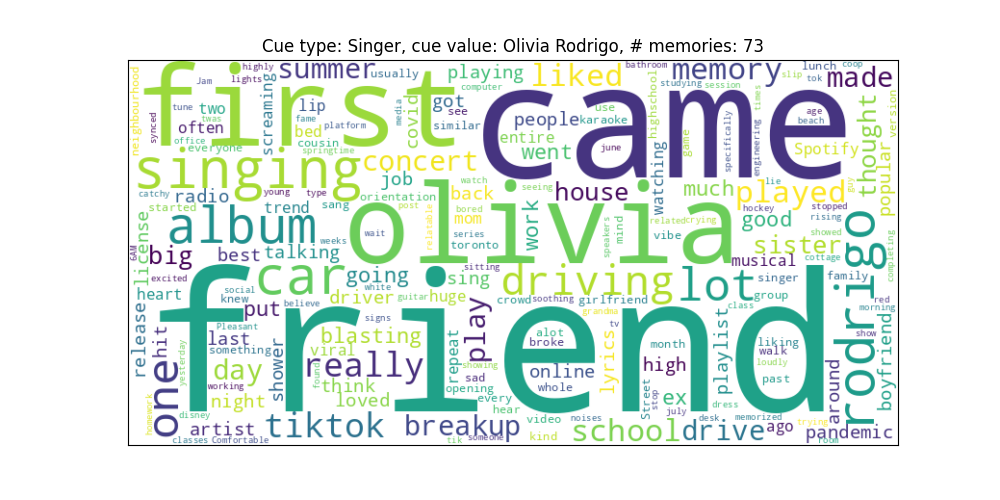 Cue type: Singer, cue value: Olivia Rodrigo, # memories: 73
neighbourhood
first
highly
lights
Jam
summer
usually
playing
computer
liked
bathroom
memory
studying
session
slip
lunch
tok
coop
made
synced
tune
twas
office
two
often
everyone
screaming
lip
fame
cousin
bed
platform
media
covid
got
see
similar
came
people
use
karaoke
entire
went
highschool
game
specifically
engineering
times
june
age
beach
Spotify
thought
version
popular
singing
springtime
concert
catchy
young
type
job
orientation
watch
bored
back
seeing
house
watching
much
lie
played
guy
license
started
radio
trend
sang
weeks
wait
post
relatable
mom
series
toronto
olivia
work
speakers
mind
related
crying
vibe
hockey
stopped
good
rising
showed
sister
cottage
completing
rodrigo
album
6AM
big
best
talking
excited
heart
social
knew
put
car
going
white
believe
driver
guitar
huge
sing
sitting
driving
crowd
soothing
girlfriend
grandma
lot
musical
singer
group
class
family
red
morning
show
boyfriend
release
one
hit
last
Pleasant
something
yesterday
signs
blasting
viral
shower
friend
repeat
play
alot
broke
tv
whole
online
lyrics
month
high
playlist
liking
walk
loudly
past
day
working
night
really
found
think
loved
showing
sad
opening
every
hear
Street
stop
july
ex
dress
memorized
around
trying
homework
disney
artist
classes
Comfortable
tiktok
breakup
tik
someone
video
noises
kind
school
desk
drive
ago
pandemic
room